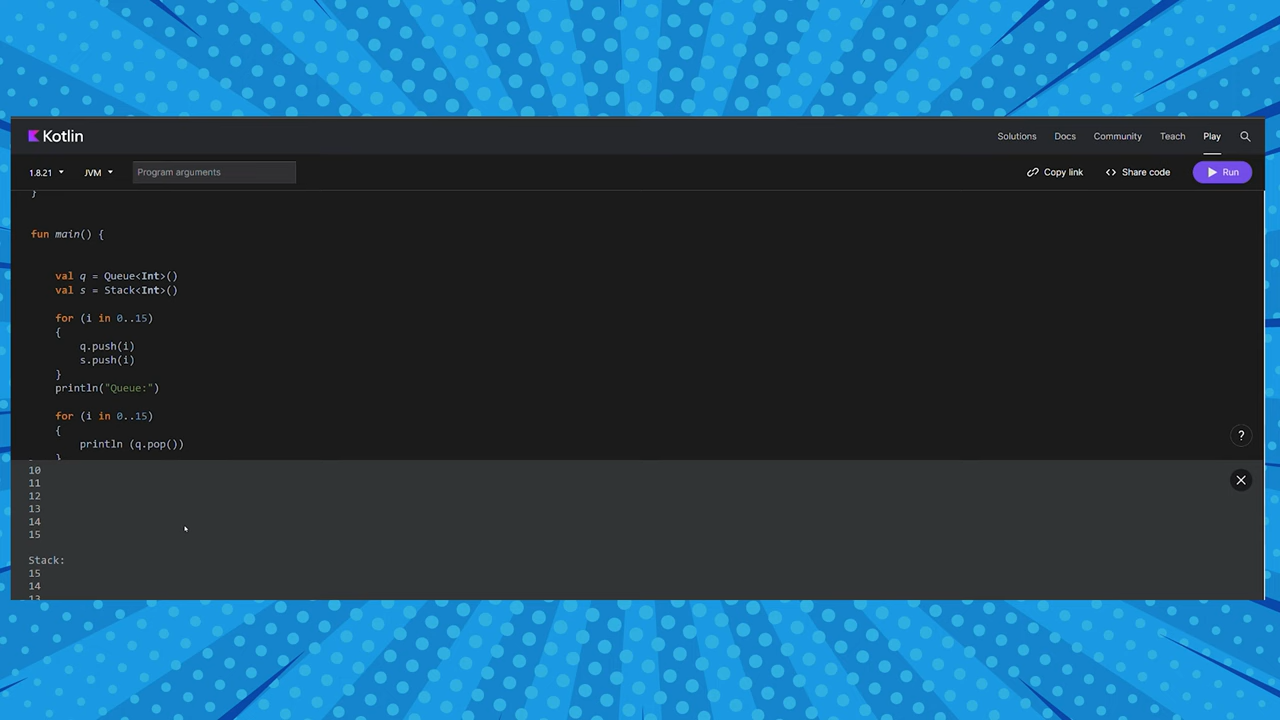 Kotlin
Solutions Docs Community Teach Play
1.8.21 JVM Program arguments Copy link <> Share code Run
}
fun main() {
val q = Queue<Int>()
val s = Stack<Int>()
for (i in 0..15)
{
q.push(i)
s.push(i)
}
println("Queue:")
for (i in 0..15)
{
println (q.pop())
}
?
10
11
12
13
14
15
Stack:
15
14
13